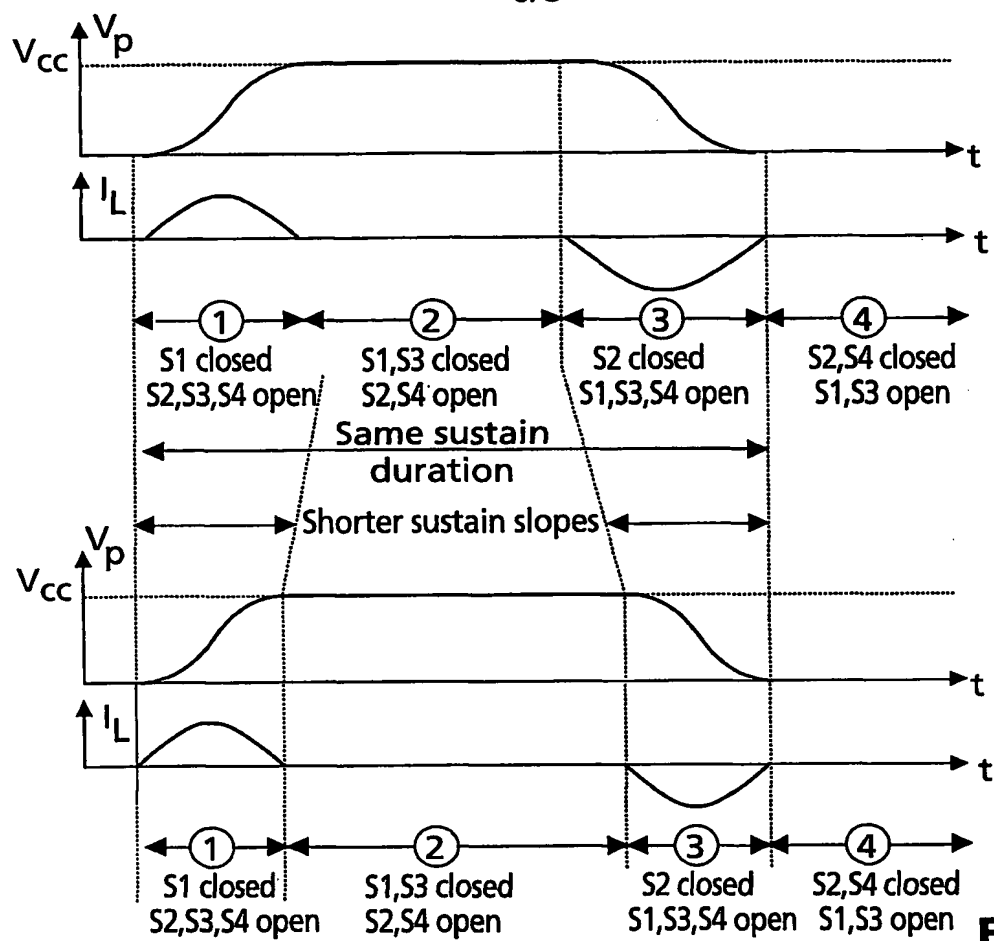 Vp
Vcc
t
IL
t
1 2 3 4
S1 closed S1,S3 closed S2 closed S2,S4 closed
S2,S3,S4 open S2,S4 open S1,S3,S4 open S1,S3 open
Same sustain
duration
Shorter sustain slopes
Vp
Vcc
t
IL
t
1 2 3 4
S1 closed S1,S3 closed S2 closed S2,S4 closed
S2,S3,S4 open S2,S4 open S1,S3,S4 open S1,S3 open